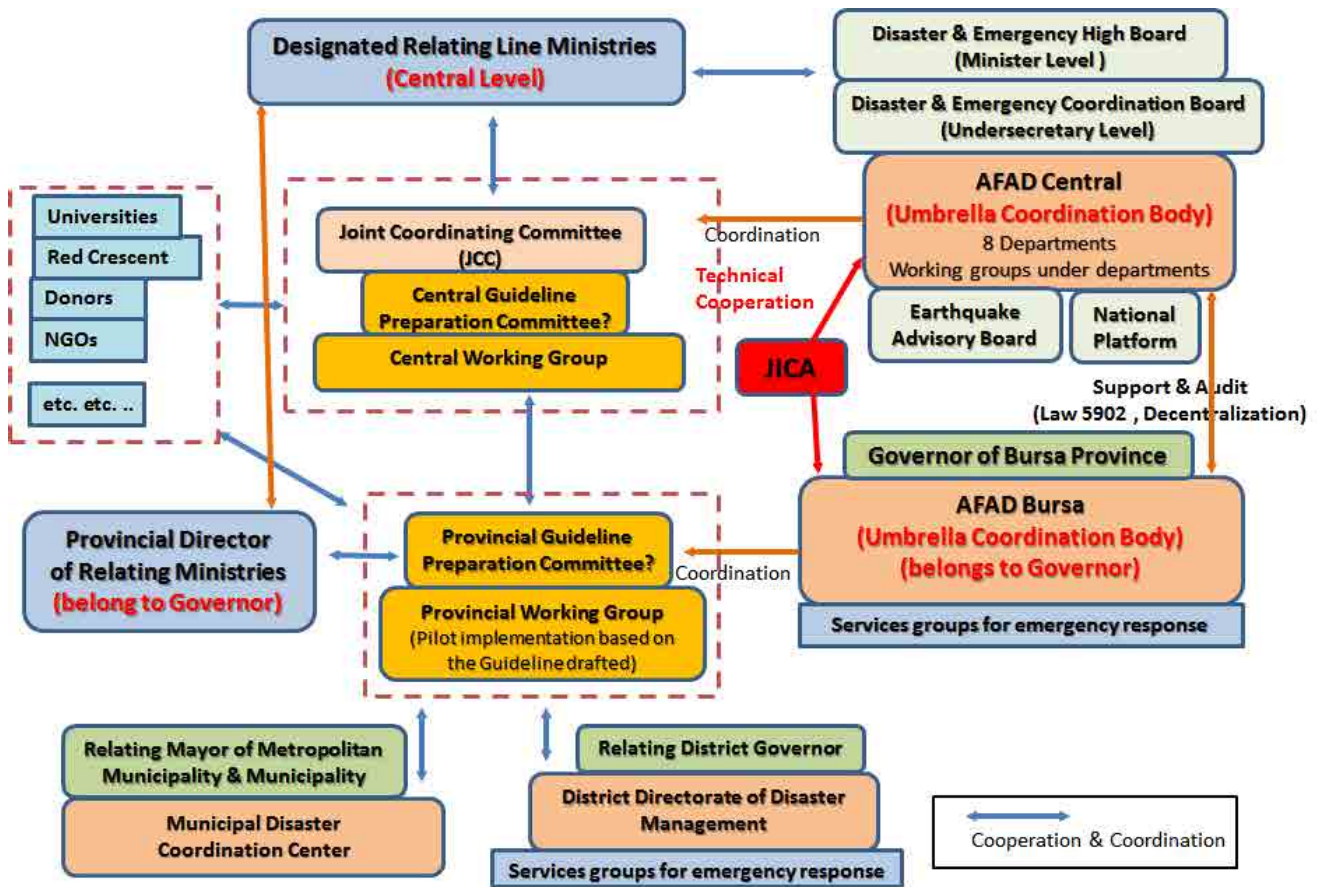 Designated Relating Line Ministries
(Central Level)
Disaster & Emergency High Board
(Minister Level )
Disaster & Emergency Coordination Board
(Undersecretary Level)
AFAD Central
(Umbrella Coordination Body)
8 Departments
Working groups under departments
Earthquake
Advisory Board
National
Platform
Universities
Red Crescent
Donors
NGOs
etc. etc. ..
Joint Coordinating Committee
(JCC)
Central Guideline
Preparation Committee?
Central Working Group
Coordination
Technical
Cooperation
JICA
Support & Audit
(Law 5902 , Decentralization)
Governor of Bursa Province
AFAD Bursa
(Umbrella Coordination Body)
(belongs to Governor)
Services groups for emergency response
Provincial Director
of Relating Ministries
(belong to Governor)
Provincial Guideline
Preparation Committee?
Coordination
Provincial Working Group
(Pilot implementation based on
the Guideline drafted)
Relating Mayor of Metropolitan
Municipality & Municipality
Municipal Disaster
Coordination Center
Relating District Governor
District Directorate of Disaster
Management
Services groups for emergency response
Cooperation & Coordination